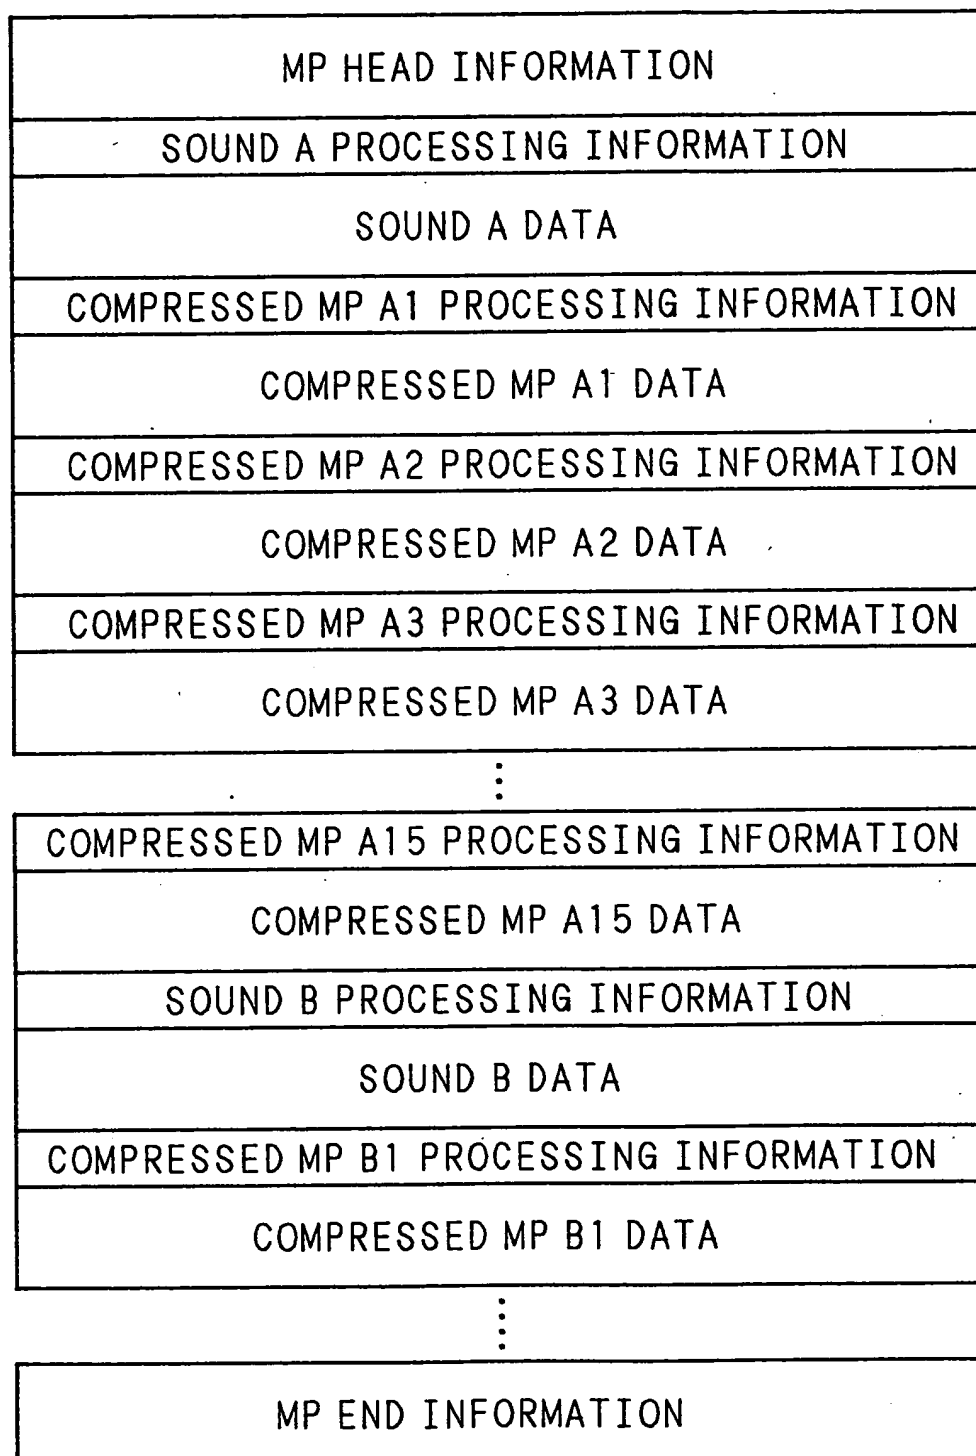 MP HEAD INFORMATION
SOUND A PROCESSING INFORMATION
SOUND A DATA
COMPRESSED MP A1 PROCESSING INFORMATION
COMPRESSED MP A1 DATA
COMPRESSED MP A2 PROCESSING INFORMATION
COMPRESSED MP A2 DATA
COMPRESSED MP A3 PROCESSING INFORMATION
COMPRESSED MP A3 DATA
COMPRESSED MP A15 PROCESSING INFORMATION
COMPRESSED MP A15 DATA
SOUND B PROCESSING INFORMATION
SOUND B DATA
COMPRESSED MP B1 PROCESSING INFORMATION
COMPRESSED MP B1 DATA
MP END INFORMATION